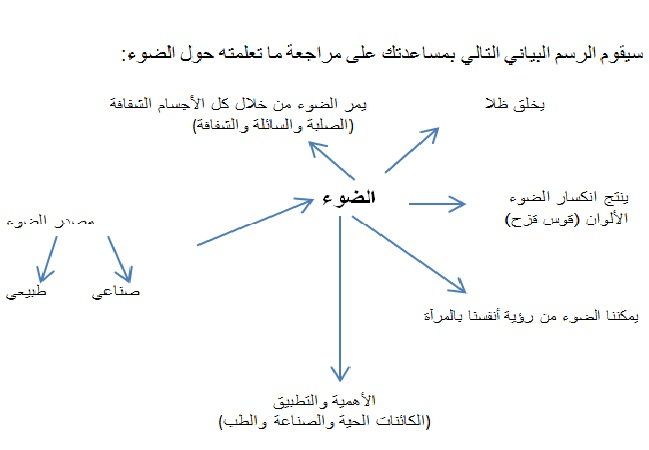 سيقوم الرسم البياني التالي بمساعدتك على مراجعة ما تعلمته حول الضوء:
يخلق ظلا
يمر الضوء من خلال كل الأجسام الشفافة
(الصلبة والسائلة والشفافة)
الضوء
ينتج انكسار الضوء
الألوان (قوس قزح)
مصدر الضوء
صناعي
طبيعي
يمكننا الضوء من رؤية أنفسنا بالمرآة
الأهمية والتطبيق
(الكائنات الحية والصناعة والطب)